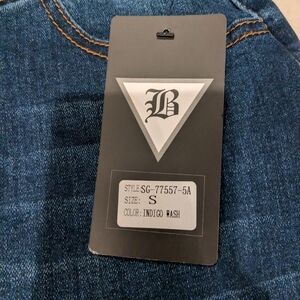 B
STYLE: SG-77557-5A
SIZE: S
COLOR: INDIGO WASH